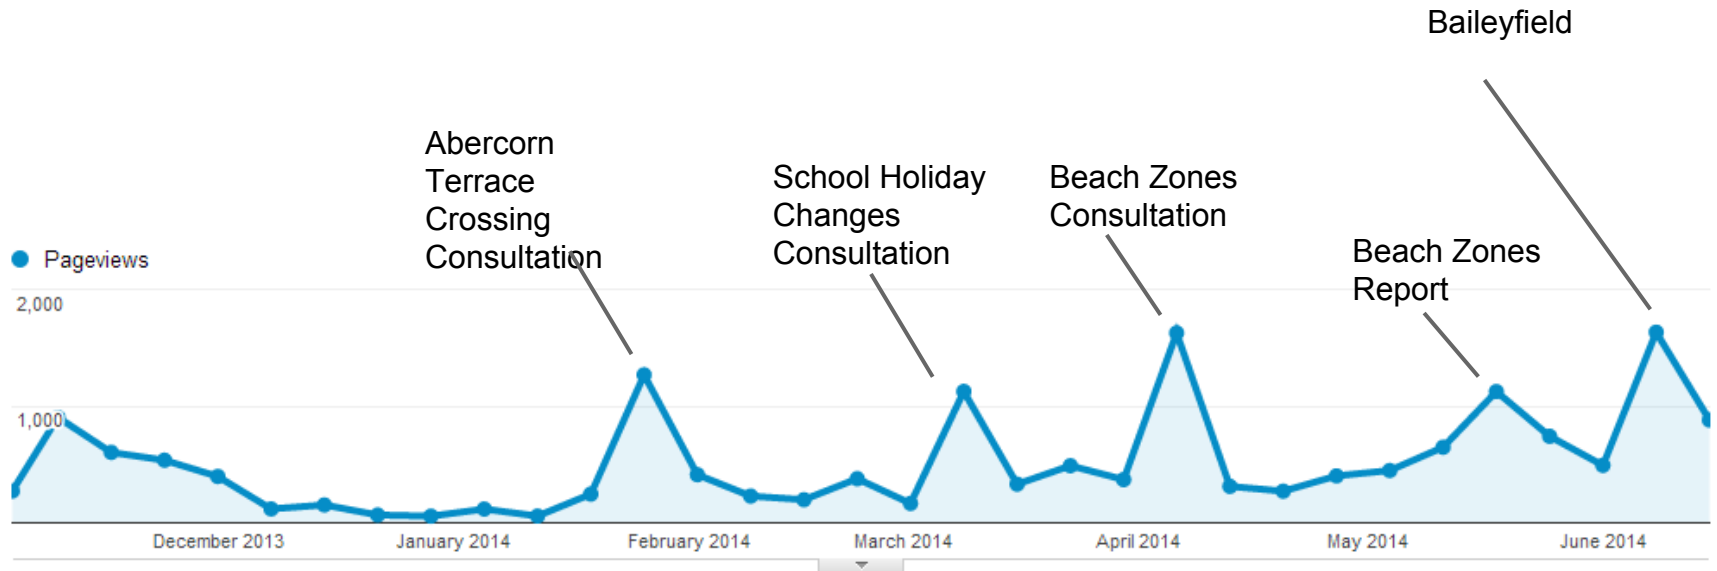 Baileyfield
Abercorn
Terrace
Crossing
Consultation
School Holiday
Changes
Consultation
Beach Zones
Consultation
Beach Zones
Report
Pageviews
2,000
1,000
December 2013
January 2014
February 2014
March 2014
April 2014
May 2014
June 2014